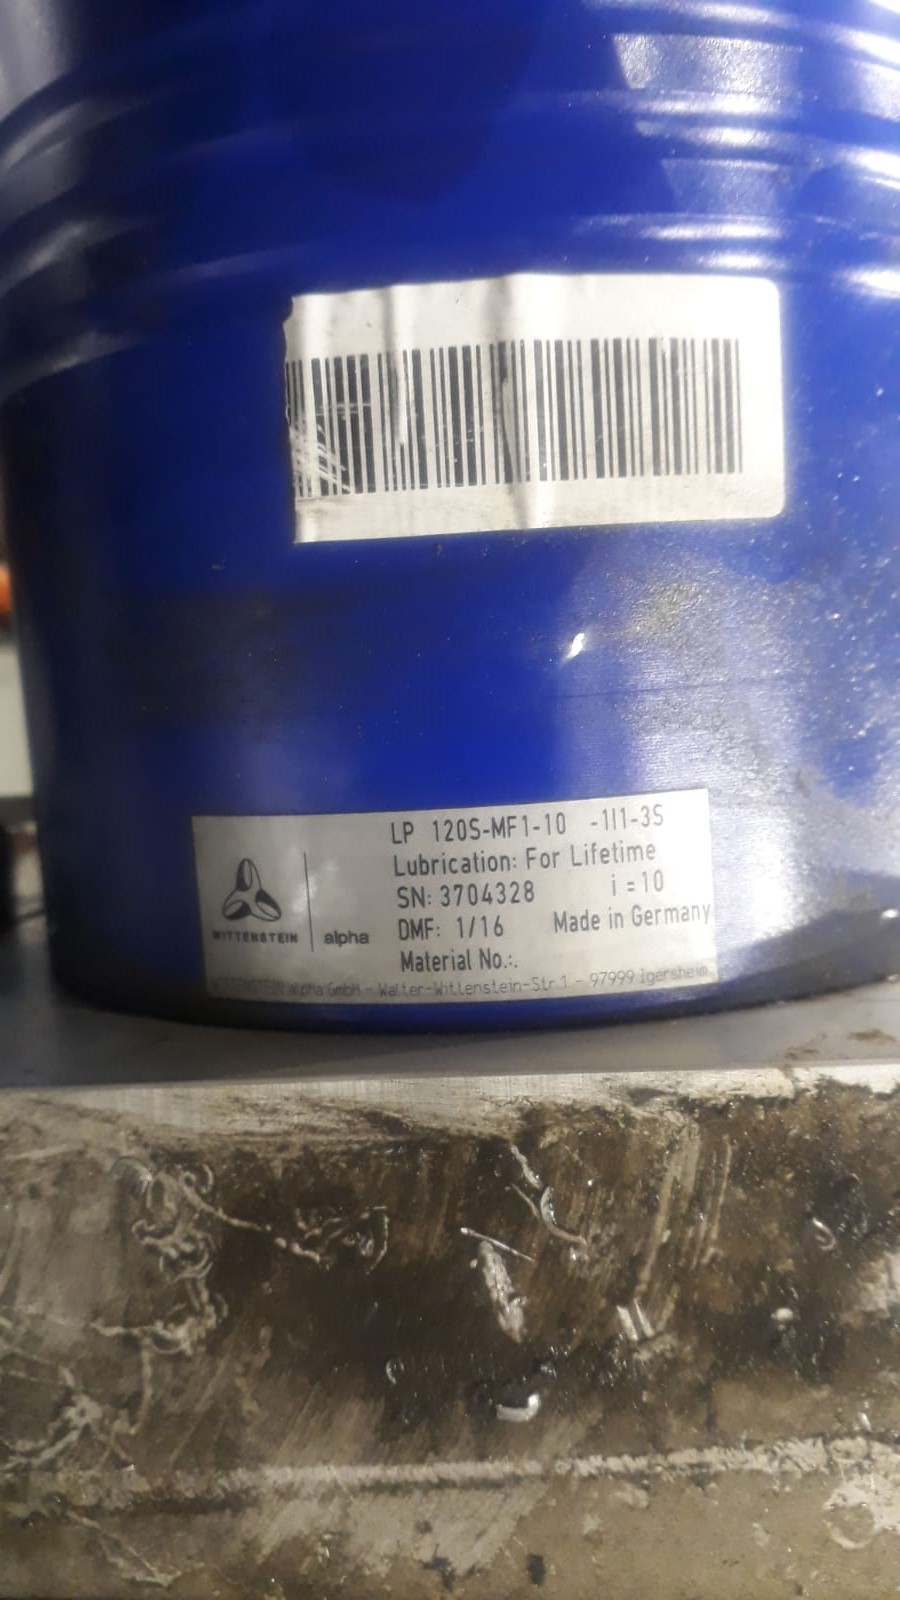 LP 120S-MF1-10 -1I1-3S
Lubrication: For Lifetime
SN: 3704328 i =10
DMF: 1/16 Made in Germany
Material No.:.
WITTENSTEIN alpha
WITTENSTEIN alpha GmbH - Walter-Wittenstein-Str.1 - 97999 Igersheim